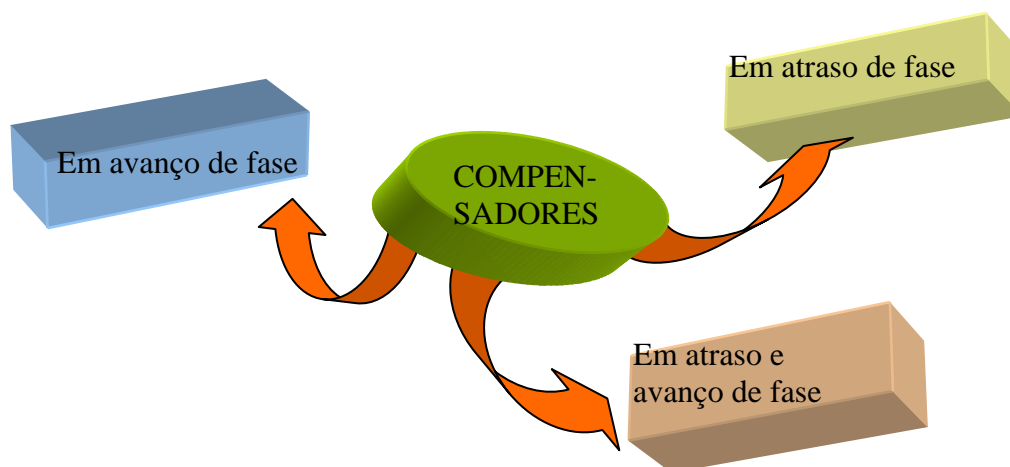 Em atraso de fase
Em avanço de fase
COMPEN-
SADORES
Em atraso e
avanço de fase